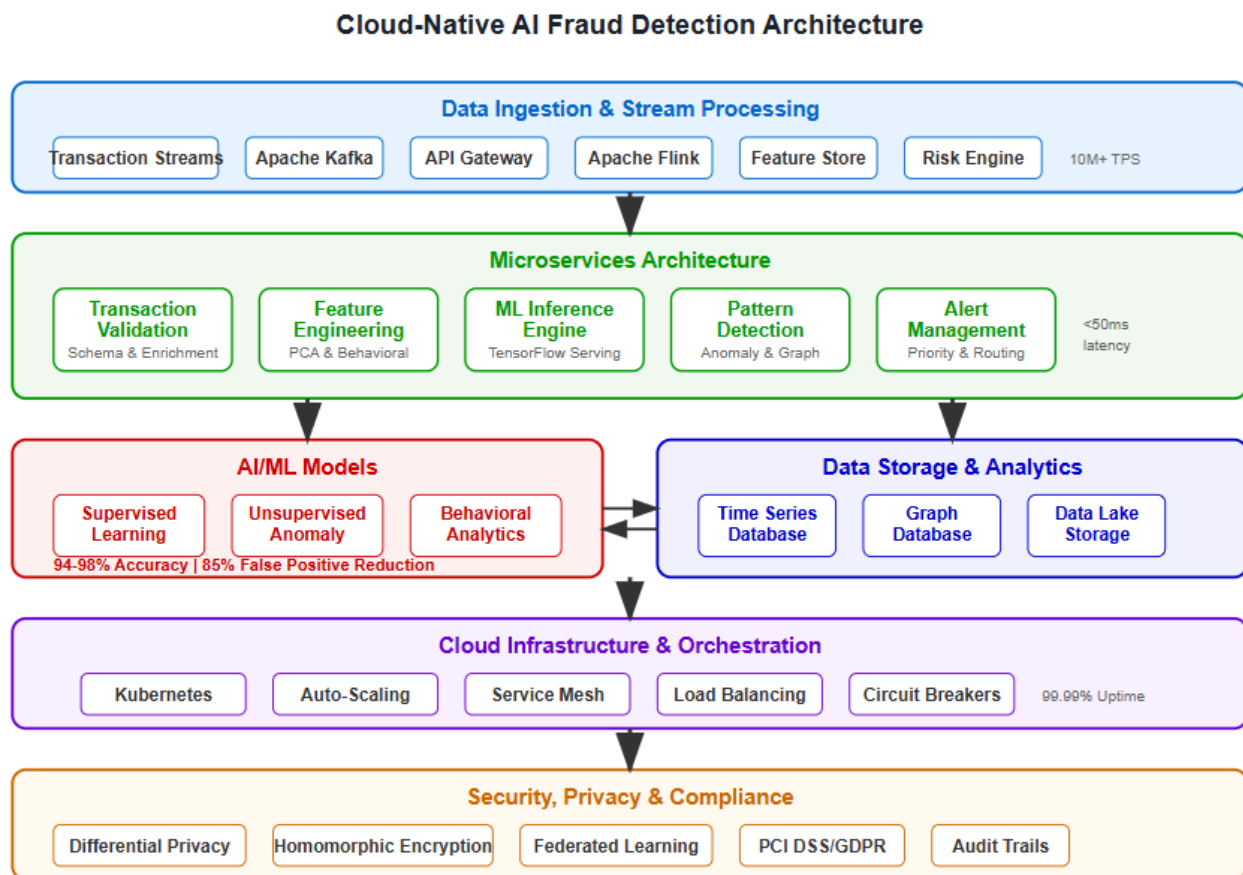 Cloud-Native AI Fraud Detection Architecture
Data Ingestion & Stream Processing
Transaction Streams
Apache Kafka
API Gateway
Apache Flink
Feature Store
Risk Engine
10M+ TPS
Microservices Architecture
Transaction
Validation
Schema & Enrichment
Feature
Engineering
PCA & Behavioral
ML Inference
Engine
TensorFlow Serving
Pattern
Detection
Anomaly & Graph
Alert
Management
Priority & Routing
<50ms
latency
AI/ML Models
Supervised
Learning
Unsupervised
Anomaly
Behavioral
Analytics
94-98% Accuracy | 85% False Positive Reduction
Data Storage & Analytics
Time Series
Database
Graph
Database
Data Lake
Storage
Cloud Infrastructure & Orchestration
Kubernetes
Auto-Scaling
Service Mesh
Load Balancing
Circuit Breakers
99.99% Uptime
Security, Privacy & Compliance
Differential Privacy
Homomorphic Encryption
Federated Learning
PCI DSS/GDPR
Audit Trails